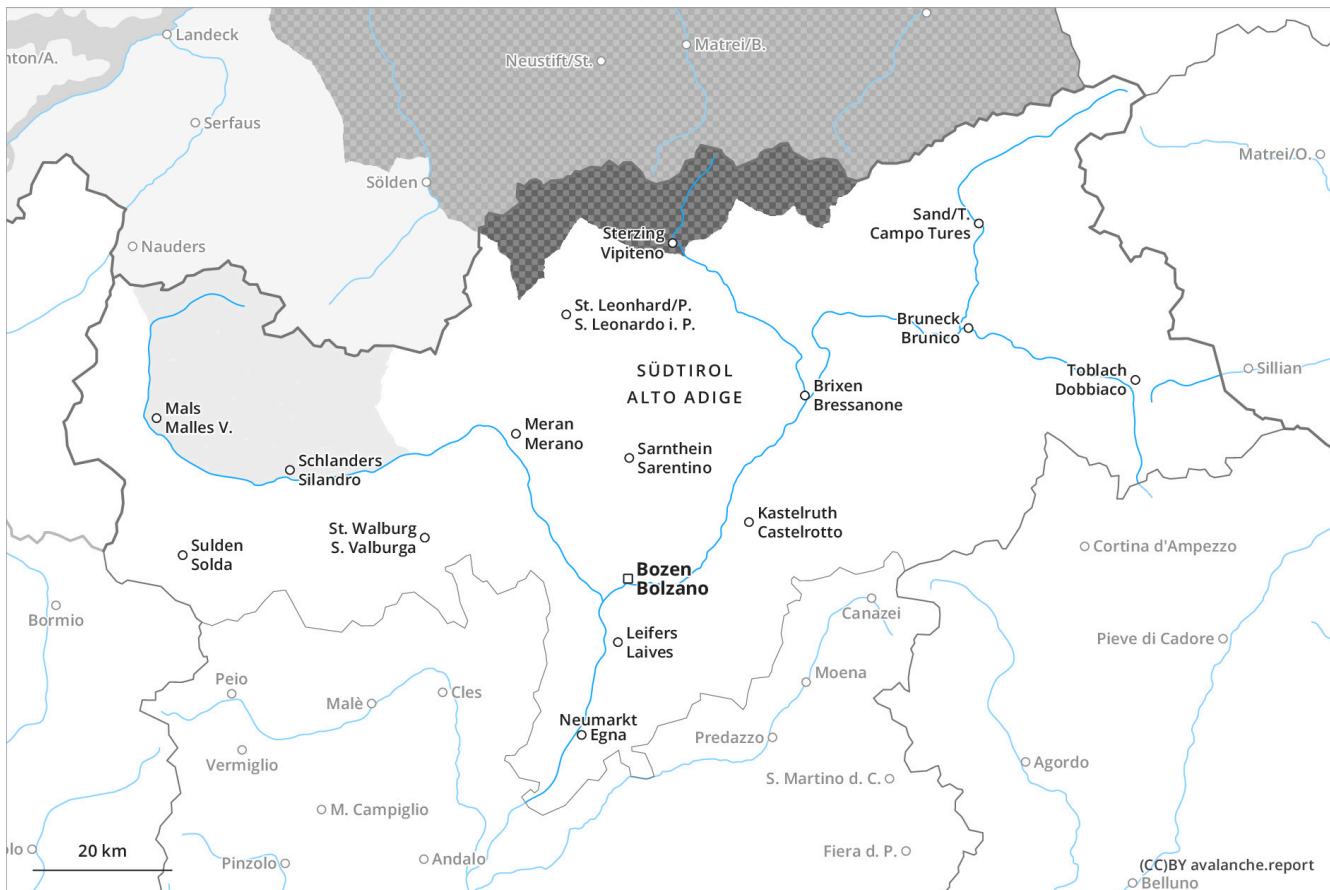 Landeck
nton/A.
Matrei/B.
Neustift/St.
Serfaus
Matrei/O.
Sölden
Sand/T.
Campo Tures
Sterzing
Vipiteno
Nauders
St. Leonhard/P.
S. Leonardo i. P.
Bruneck
Brunico
SÜDTIROL
ALTO ADIGE
Toblach
Dobbiaco
Sillian
Brixen
Bressanone
Mals
Malles V.
Meran
Merano
Sarnthein
Sarentino
Schlanders
Silandro
Kastelruth
Castelrotto
St. Walburg
S. Valburga
Sulden
Solda
Cortina d'Ampezzo
Bozen
Bolzano
Bormio
Canazei
Leifers
Laives
Pieve di Cadore
Peio
Moena
Malè
Cles
Neumarkt
Egna
Predazzo
Vermiglio
Agordo
S. Martino d. C.
M. Campiglio
olo
20 km
Pinzolo
Andalo
Fiera d. P.
(CC)BY avalanche.report
Belluno